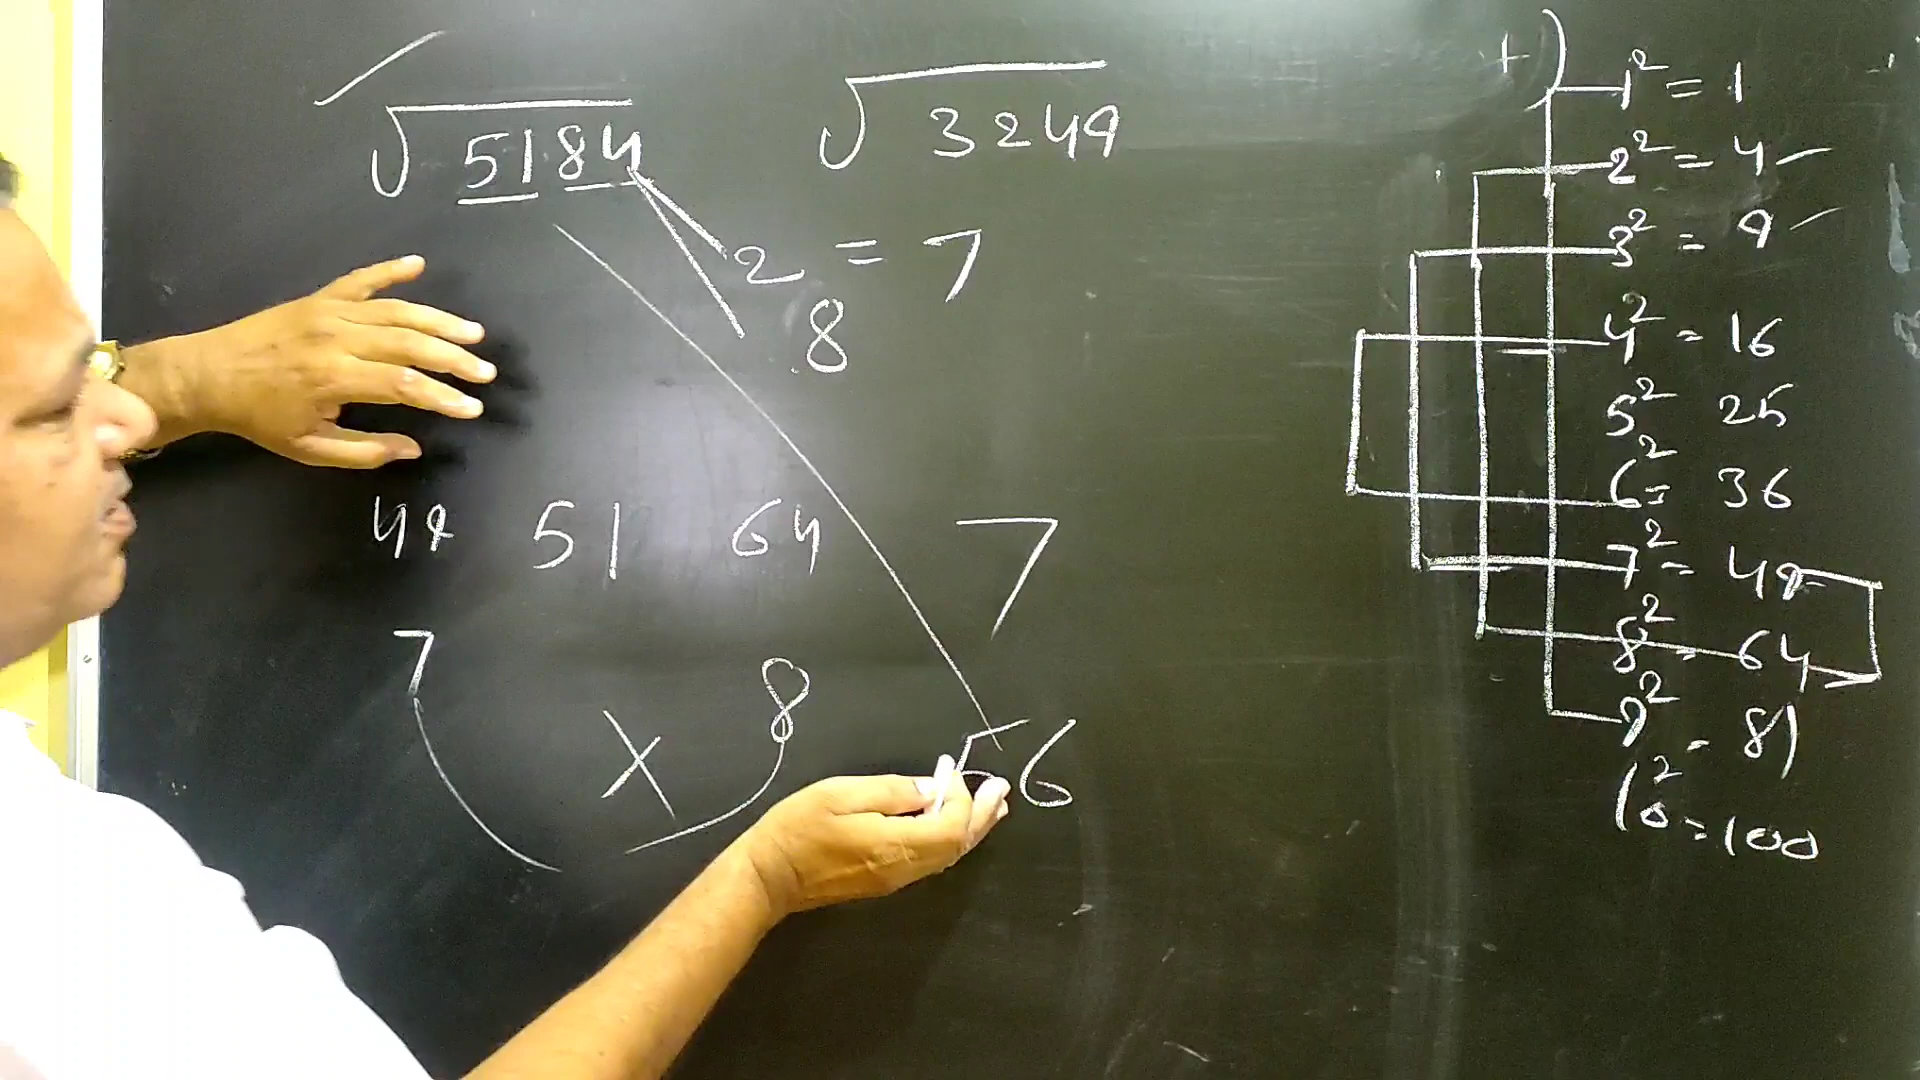 √5184
√3249
2 = 7
8
49 51 64 7
7 × 8 56
+)
1² = 1
2² = 4
3² = 9
4² = 16
5² 25
6² = 36
7² = 49
8² = 64
9² - 81
10² = 100